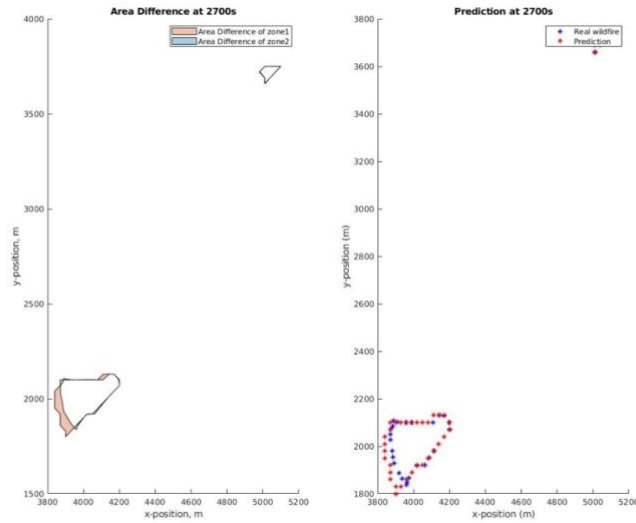 Area Difference at 2700s
Area Difference of zone1
Area Difference of zone2
4000
3500
3000
2500
2000
1500
y-position, m
3800 4000 4200 4400 4600 4800 5000 5200
x-position, m
Prediction at 2700s
Real wildfire
Prediction
3800
3600
3400
3200
3000
2800
2600
2400
2200
2000
1800
y-position (m)
3800 4000 4200 4400 4600 4800 5000 5200
x-position (m)